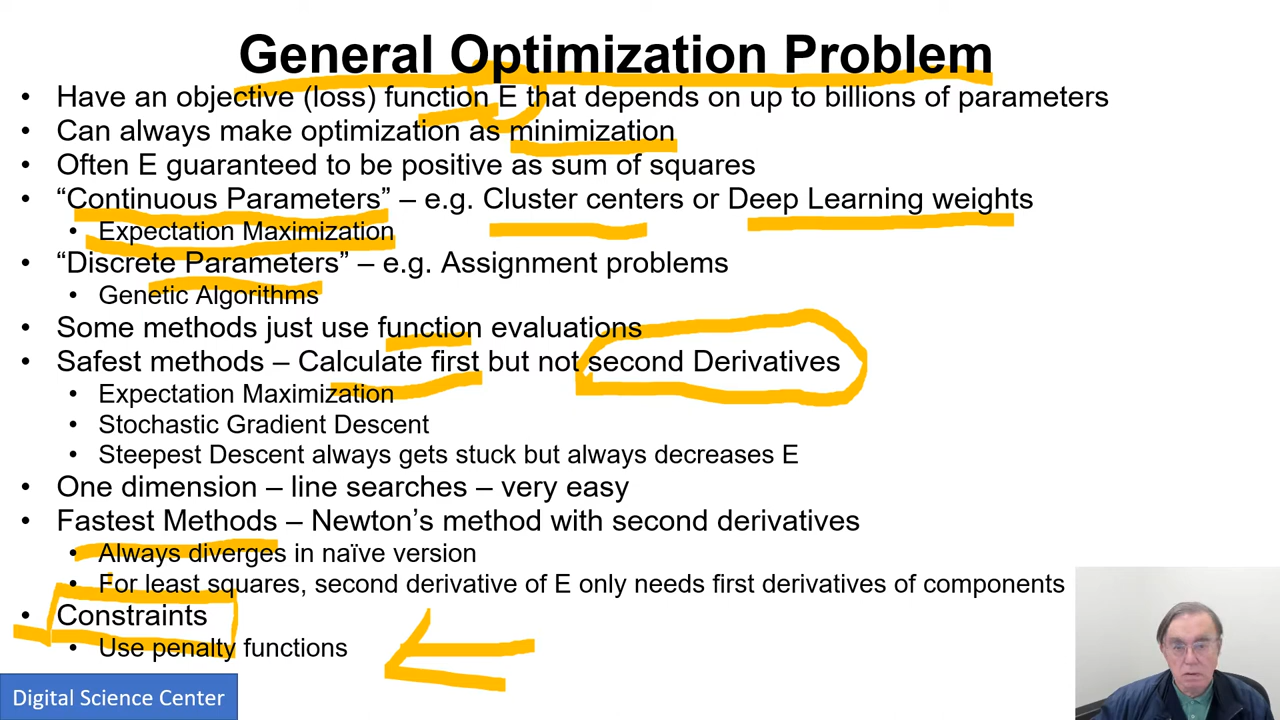 General Optimization Problem
• Have an objective (loss) function E that depends on up to billions of parameters
• Can always make optimization as minimization
• Often E guaranteed to be positive as sum of squares
• “Continuous Parameters” – e.g. Cluster centers or Deep Learning weights
• Expectation Maximization
• “Discrete Parameters” – e.g. Assignment problems
• Genetic Algorithms
• Some methods just use function evaluations
• Safest methods – Calculate first but not second Derivatives
• Expectation Maximization
• Stochastic Gradient Descent
• Steepest Descent always gets stuck but always decreases E
• One dimension – line searches – very easy
• Fastest Methods – Newton’s method with second derivatives
• Always diverges in naïve version
• For least squares, second derivative of E only needs first derivatives of components
• Constraints
• Use penalty functions
Digital Science Center